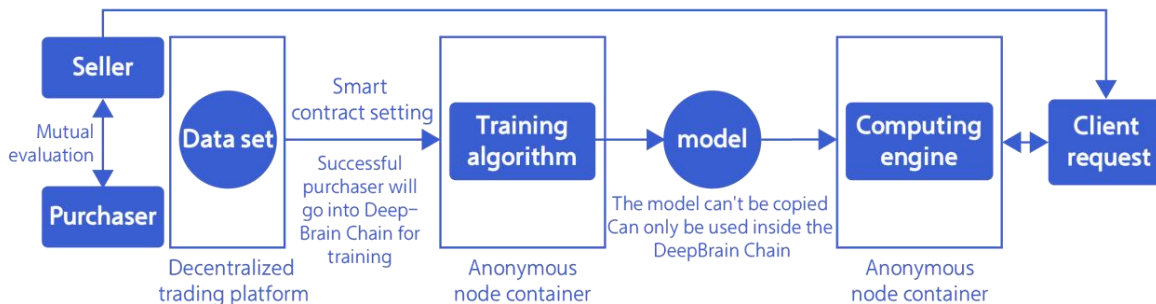 Seller
Mutual
evaluation
Purchaser
Data set
Decentralized
trading platform
Smart
contract setting
Successful
purchaser will
go into Deep-
Brain Chain for
training
Training
algorithm
Anonymous
node container
model
The model can't be copied
Can only be used inside the
DeepBrain Chain
Computing
engine
Anonymous
node container
Client
request